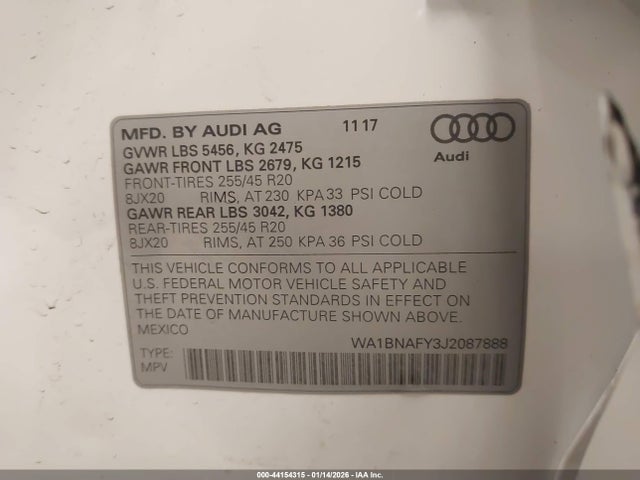 MFD. BY AUDI AG 11 17
GVWR LBS 5456, KG 2475
GAWR FRONT LBS 2679, KG 1215
FRONT-TIRES 255/45 R20
8JX20 RIMS, AT 230 KPA 33 PSI COLD
GAWR REAR LBS 3042, KG 1380
REAR-TIRES 255/45 R20
8JX20 RIMS, AT 250 KPA 36 PSI COLD
Audi
THIS VEHICLE CONFORMS TO ALL APPLICABLE
U.S. FEDERAL MOTOR VEHICLE SAFETY AND
THEFT PREVENTION STANDARDS IN EFFECT ON
THE DATE OF MANUFACTURE SHOWN ABOVE.
MEXICO
WA1BNAFY3J2087888
TYPE:
MPV
000-44154315 - 01/14/2026 - COPART